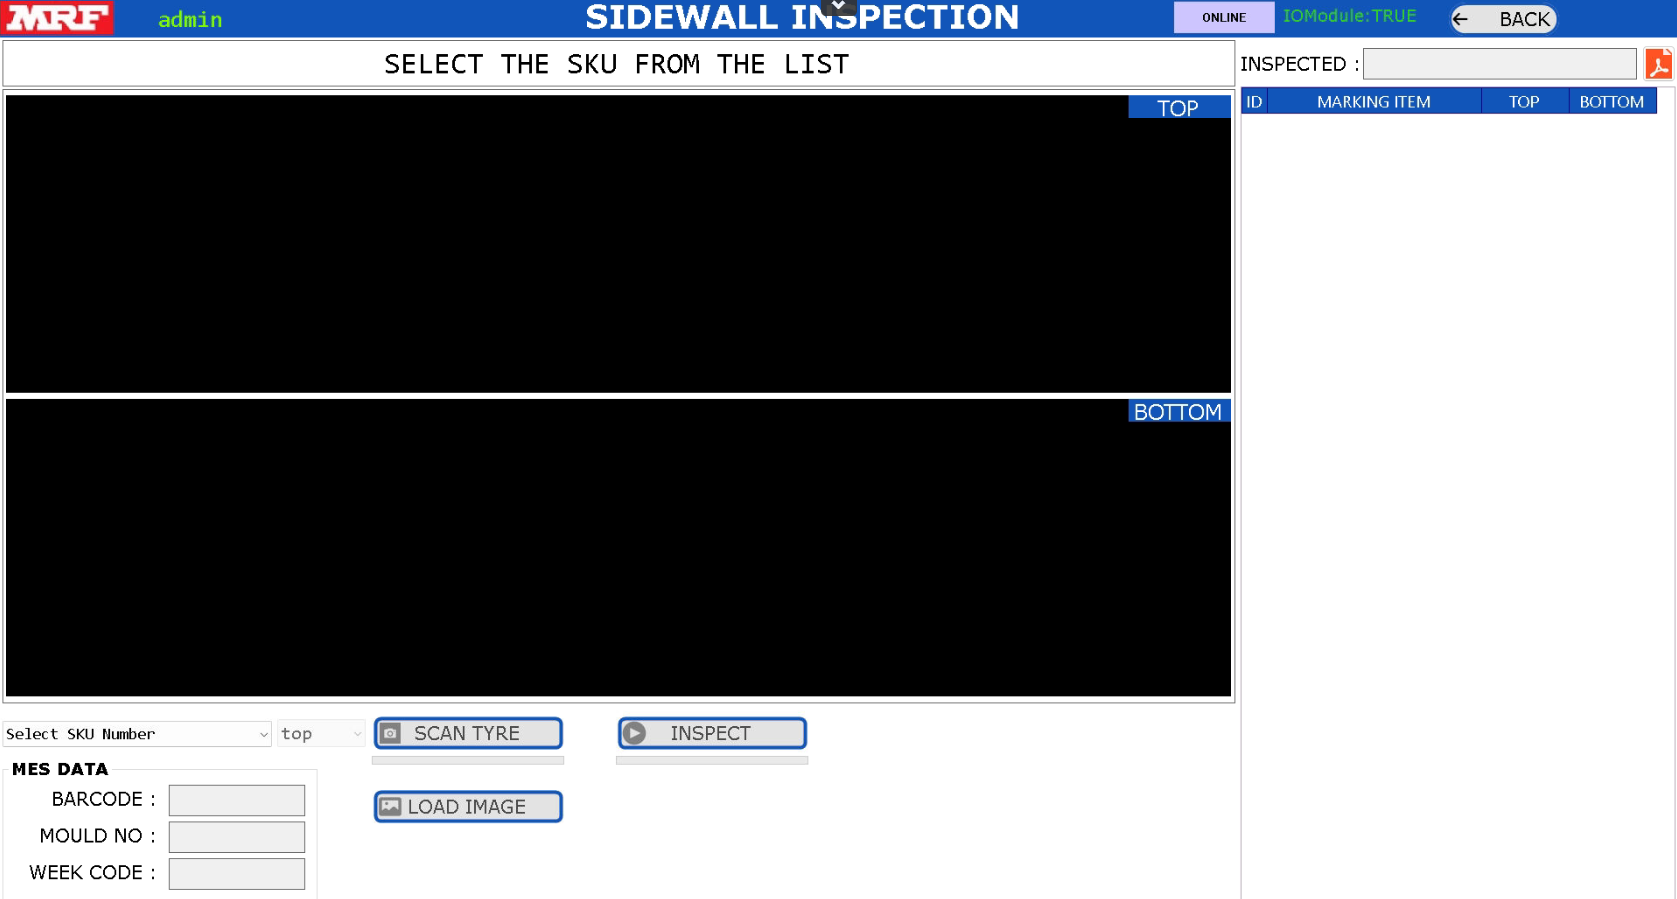 MRF admin SIDEWALL INSPECTION ONLINE IOModule:TRUE BACK
SELECT THE SKU FROM THE LIST
INSPECTED :
ID MARKING ITEM TOP BOTTOM
TOP
BOTTOM
Select SKU Number top SCAN TYRE INSPECT
MES DATA
BARCODE :
LOAD IMAGE
MOULD NO :
WEEK CODE :